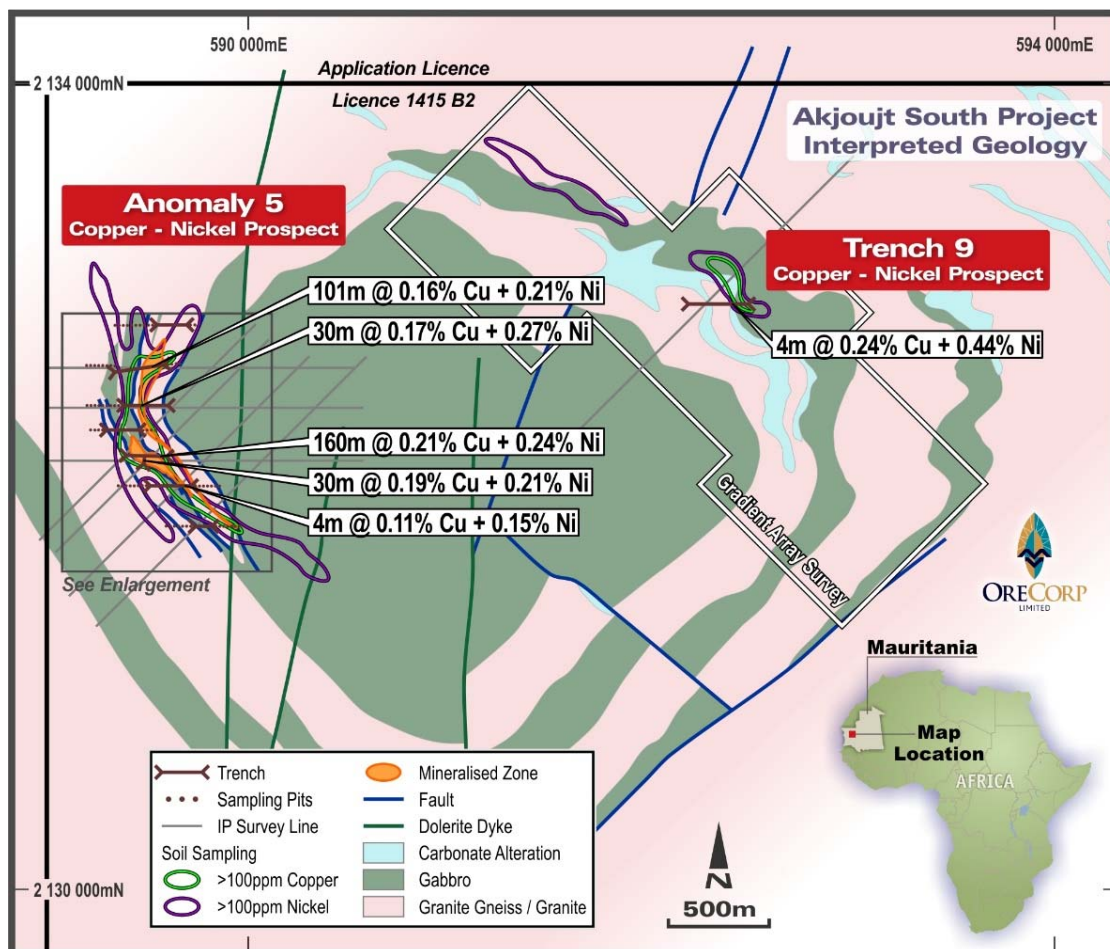 590 000mE
594 000mE
2 134 000mN
Application Licence
Licence 1415 B2
Akjoujt South Project
Interpreted Geology
Anomaly 5
Copper - Nickel Prospect
Trench 9
Copper - Nickel Prospect
101m @ 0.16% Cu + 0.21% Ni
30m @ 0.17% Cu + 0.27% Ni
4m @ 0.24% Cu + 0.44% Ni
160m @ 0.21% Cu + 0.24% Ni
30m @ 0.19% Cu + 0.21% Ni
4m @ 0.11% Cu + 0.15% Ni
See Enlargement
Gradient Array Survey
ORECORP
LIMITED
Mauritania
Map
Location
AFRICA
Trench
Sampling Pits
IP Survey Line
Soil Sampling
>100ppm Copper
>100ppm Nickel
Mineralised Zone
Fault
Dolerite Dyke
Carbonate Alteration
Gabbro
Granite Gneiss / Granite
N
500m
2 130 000mN